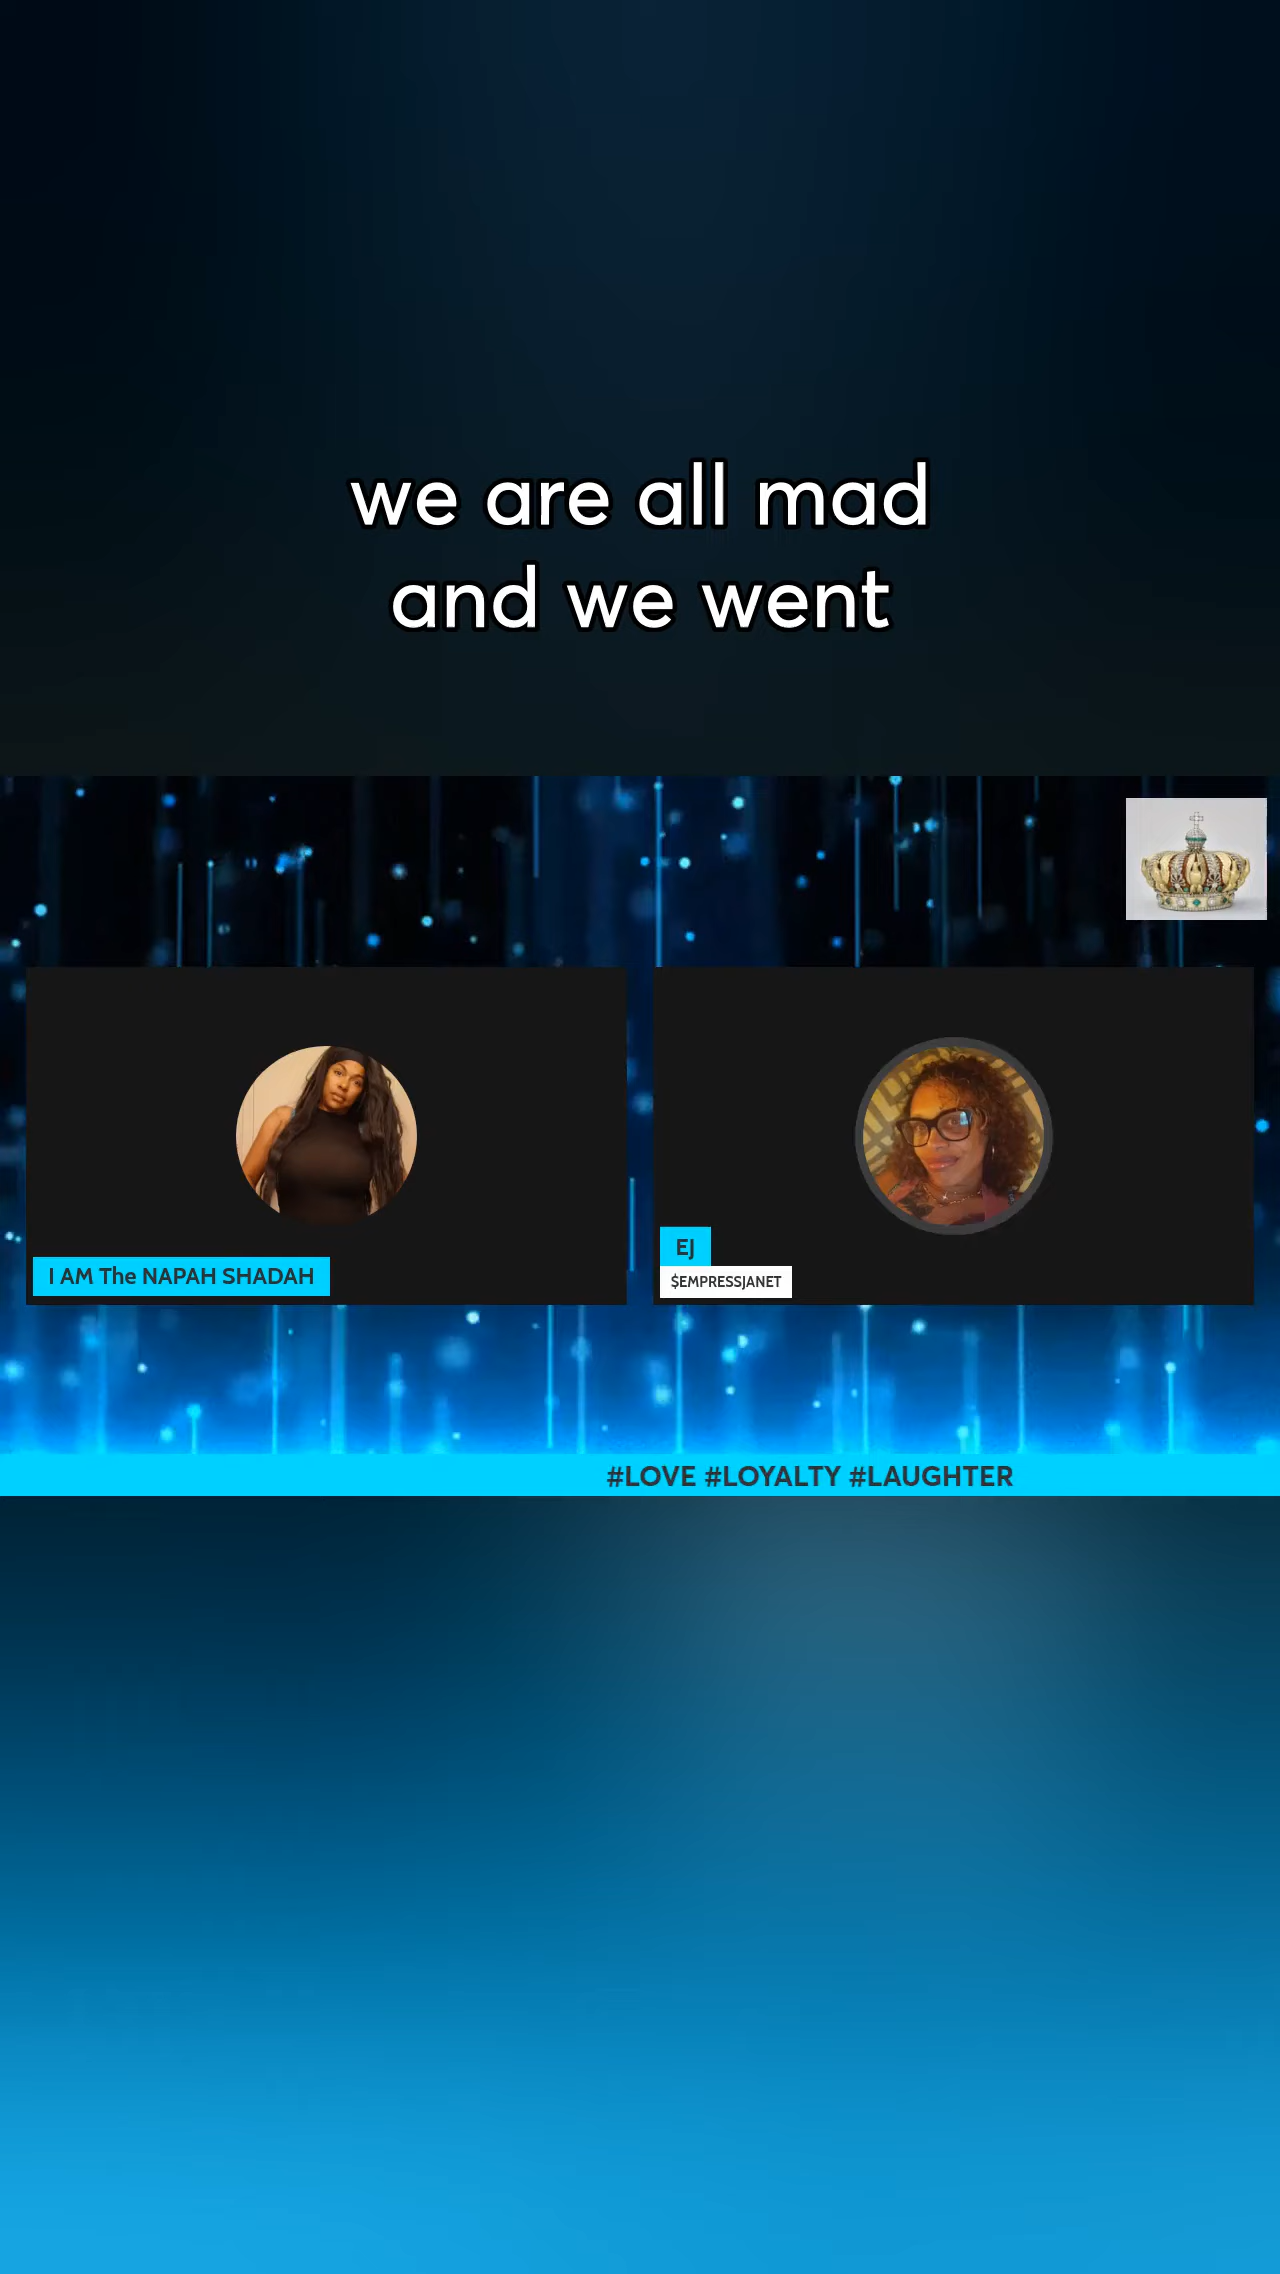 we are all mad
and we went
I AM The NAPAH SHADAH
EJ
$EMPRESSJANET
#LOVE #LOYALTY #LAUGHTER